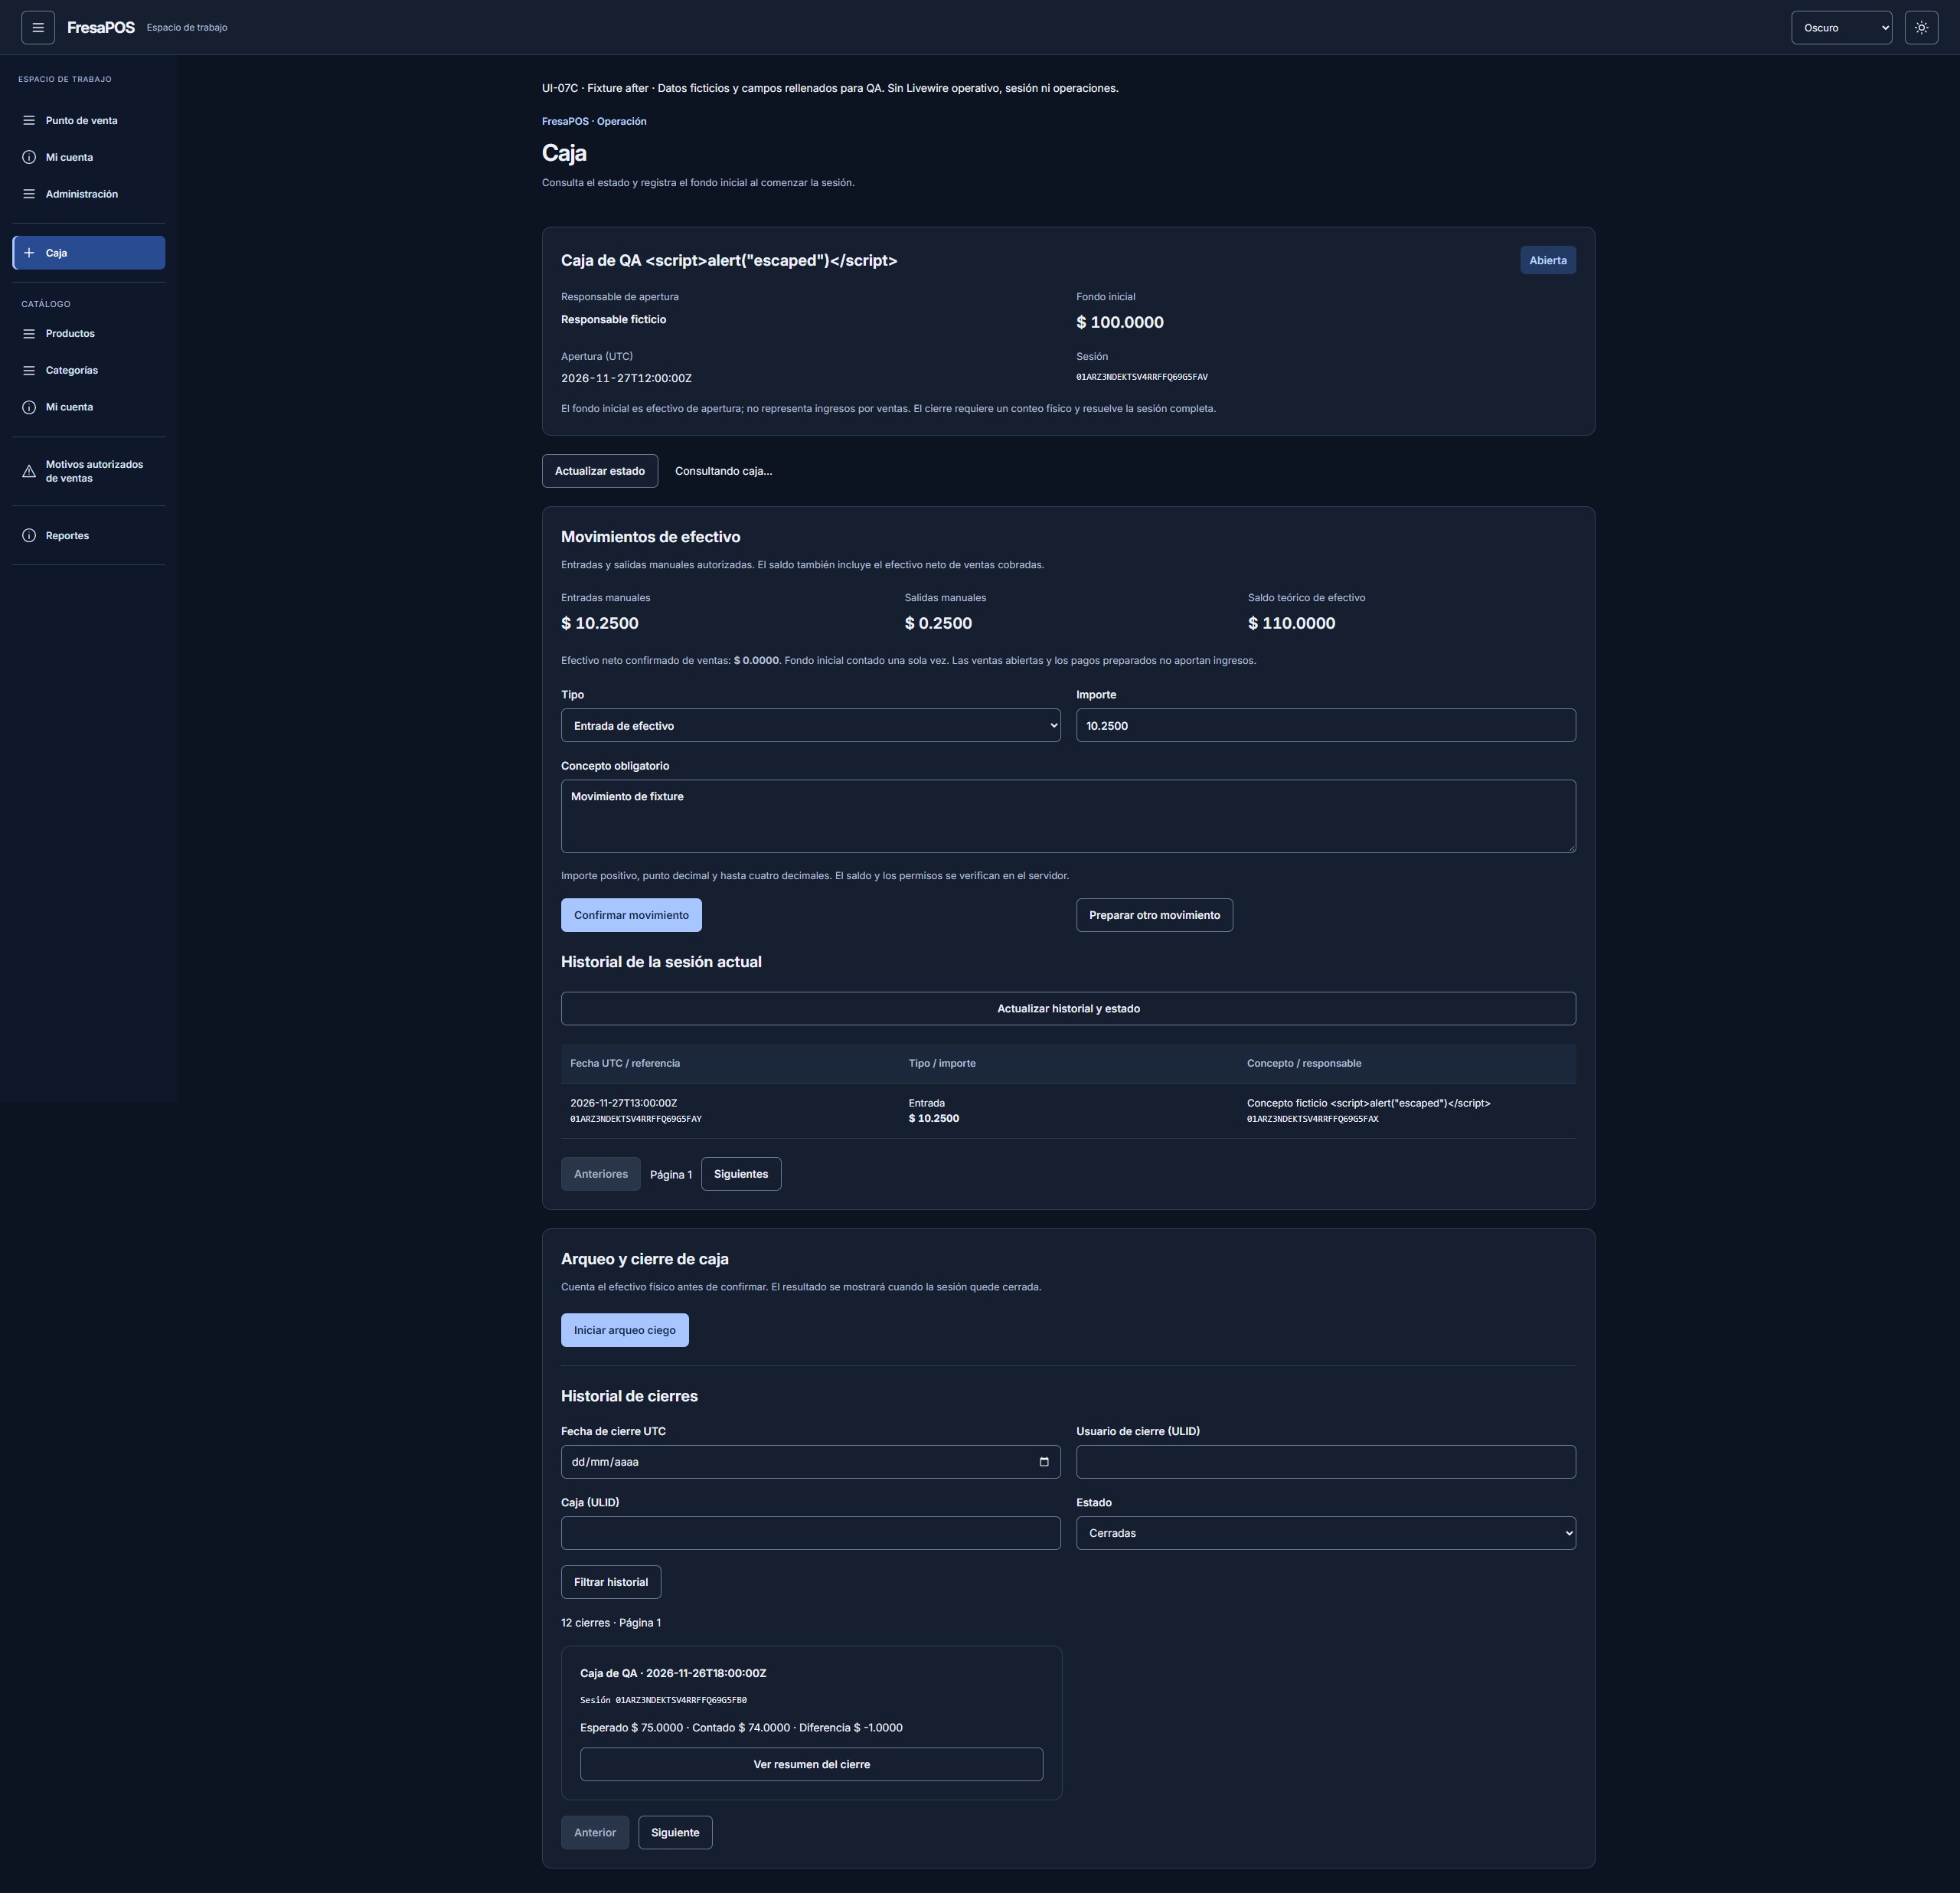 FresaPOS Espacio de trabajo Oscuro
ESPACIO DE TRABAJO
Punto de venta
Mi cuenta
Administración
Caja
CATÁLOGO
Productos
Categorías
Mi cuenta
Motivos autorizados
de ventas
Reportes
UI-07C · Fixture after · Datos ficticios y campos rellenados para QA. Sin Livewire operativo, sesión ni operaciones.
FresaPOS · Operación
Caja
Consulta el estado y registra el fondo inicial al comenzar la sesión.
Caja de QA <script>alert("escaped")</script> Abierta
Responsable de apertura Fondo inicial
Responsable ficticio $ 100.0000
Apertura (UTC) Sesión
2026-11-27T12:00:00Z 01ARZ3NDEKTSV4RRFFQ69G5FAV
El fondo inicial es efectivo de apertura; no representa ingresos por ventas. El cierre requiere un conteo físico y resuelve la sesión completa.
Actualizar estado Consultando caja...
Movimientos de efectivo
Entradas y salidas manuales autorizadas. El saldo también incluye el efectivo neto de ventas cobradas.
Entradas manuales Salidas manuales Saldo teórico de efectivo
$ 10.2500 $ 0.2500 $ 110.0000
Efectivo neto confirmado de ventas: $ 0.0000. Fondo inicial contado una sola vez. Las ventas abiertas y los pagos preparados no aportan ingresos.
Tipo Importe
Entrada de efectivo 10.2500
Concepto obligatorio
Movimiento de fixture
Importe positivo, punto decimal y hasta cuatro decimales. El saldo y los permisos se verifican en el servidor.
Confirmar movimiento Preparar otro movimiento
Historial de la sesión actual
Actualizar historial y estado
Fecha UTC / referencia Tipo / importe Concepto / responsable
2026-11-27T13:00:00Z Entrada Concepto ficticio <script>alert("escaped")</script>
01ARZ3NDEKTSV4RRFFQ69G5FAY $ 10.2500 01ARZ3NDEKTSV4RRFFQ69G5FAX
Anteriores Página 1 Siguientes
Arqueo y cierre de caja
Cuenta el efectivo físico antes de confirmar. El resultado se mostrará cuando la sesión quede cerrada.
Iniciar arqueo ciego
Historial de cierres
Fecha de cierre UTC Usuario de cierre (ULID)
dd/mm/aaaa
Caja (ULID) Estado
Cerradas
Filtrar historial
12 cierres · Página 1
Caja de QA · 2026-11-26T18:00:00Z
Sesión 01ARZ3NDEKTSV4RRFFQ69G5FB0
Esperado $ 75.0000 · Contado $ 74.0000 · Diferencia $ -1.0000
Ver resumen del cierre
Anterior Siguiente